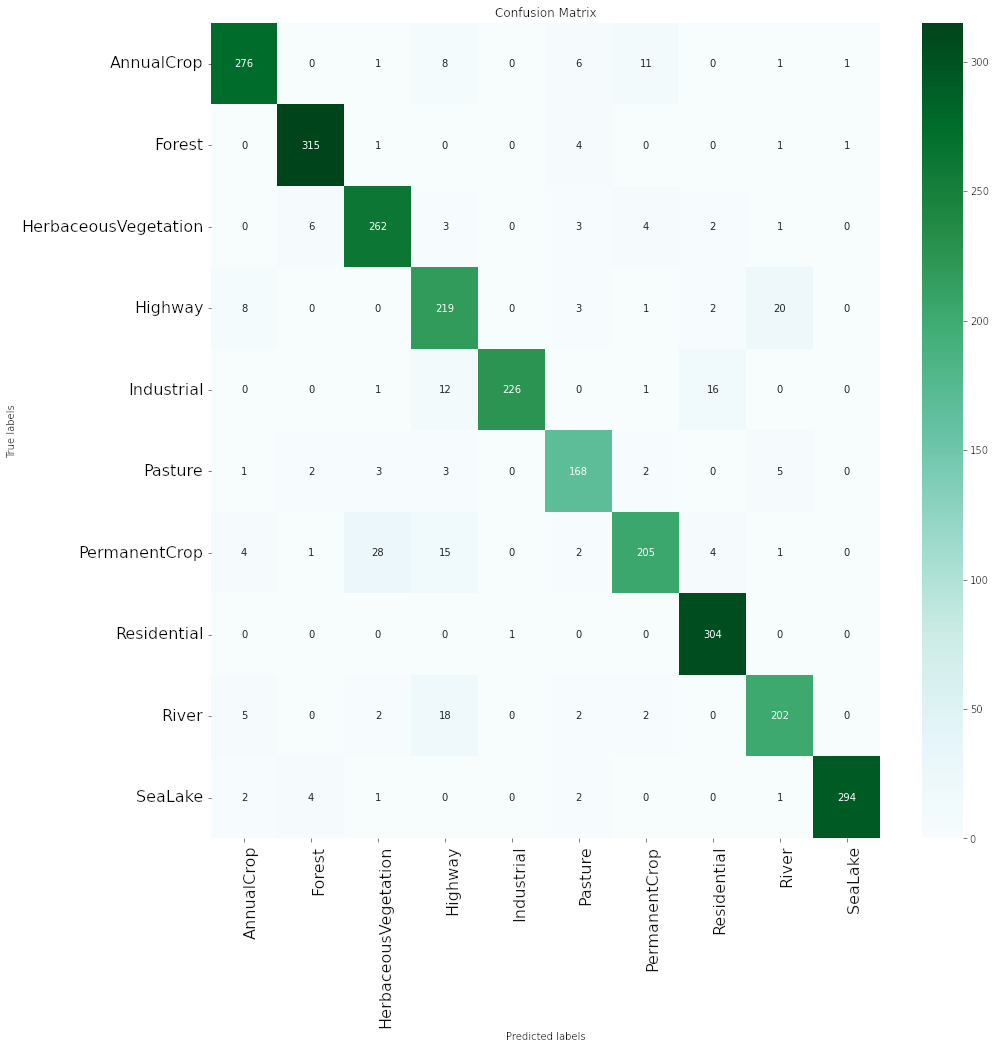 Confusion Matrix
AnnualCrop 276 0 1 8 0 6 11 0 1 1
Forest 0 315 1 0 0 4 0 0 1 1
HerbaceousVegetation 0 6 262 3 0 3 4 2 1 0
Highway 8 0 0 219 0 3 1 2 20 0
Industrial 0 0 1 12 226 0 1 16 0 0
Pasture 1 2 3 3 0 168 2 0 5 0
PermanentCrop 4 1 28 15 0 2 205 4 1 0
Residential 0 0 0 0 1 0 0 304 0 0
River 5 0 2 18 0 2 2 0 202 0
SeaLake 2 4 1 0 0 2 0 0 1 294
True labels
AnnualCrop
Forest
HerbaceousVegetation
Highway
Industrial
Pasture
PermanentCrop
Residential
River
SeaLake
Predicted labels
300
250
200
150
100
50
0